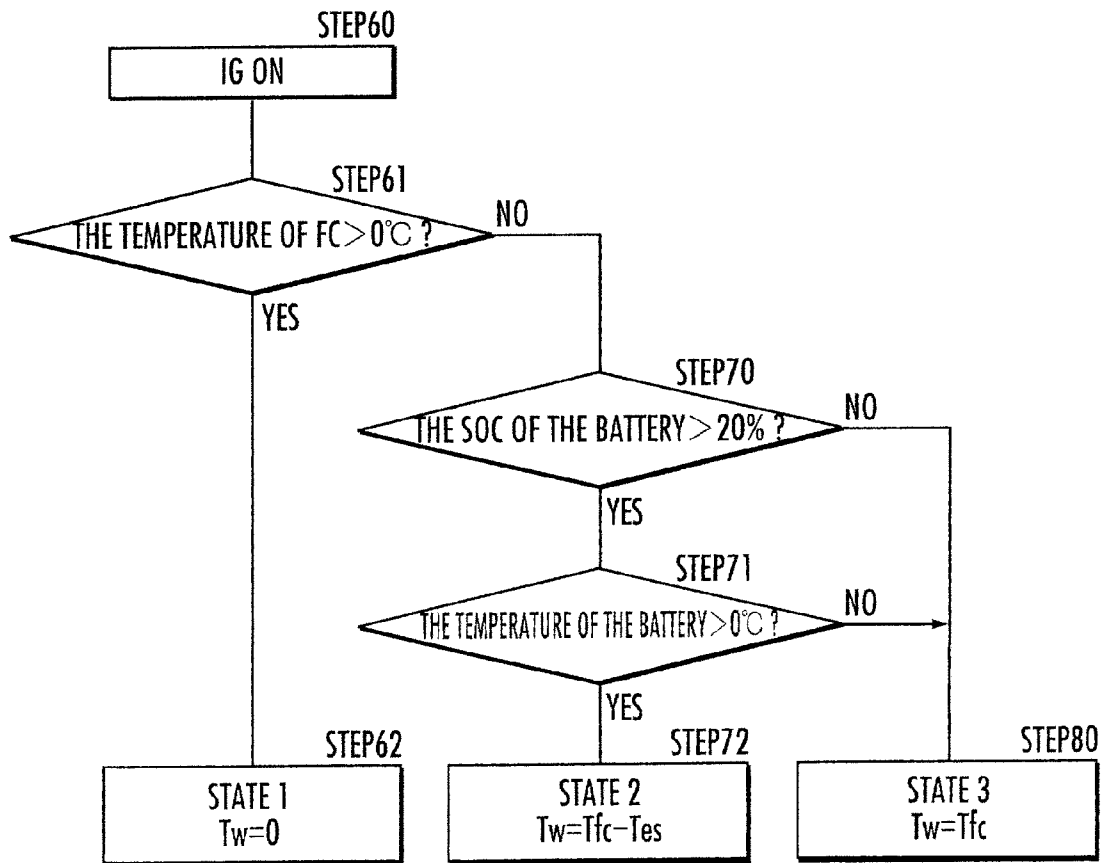 STEP60
IG ON
STEP61
THE TEMPERATURE OF FC＞0℃ ?
NO
YES
STEP70
THE SOC OF THE BATTERY＞20% ?
NO
YES
STEP71
THE TEMPERATURE OF THE BATTERY＞0℃ ?
NO
YES
STEP62
STATE 1
Tw=0
STEP72
STATE 2
Tw=Tfc-Tes
STEP80
STATE 3
Tw=Tfc